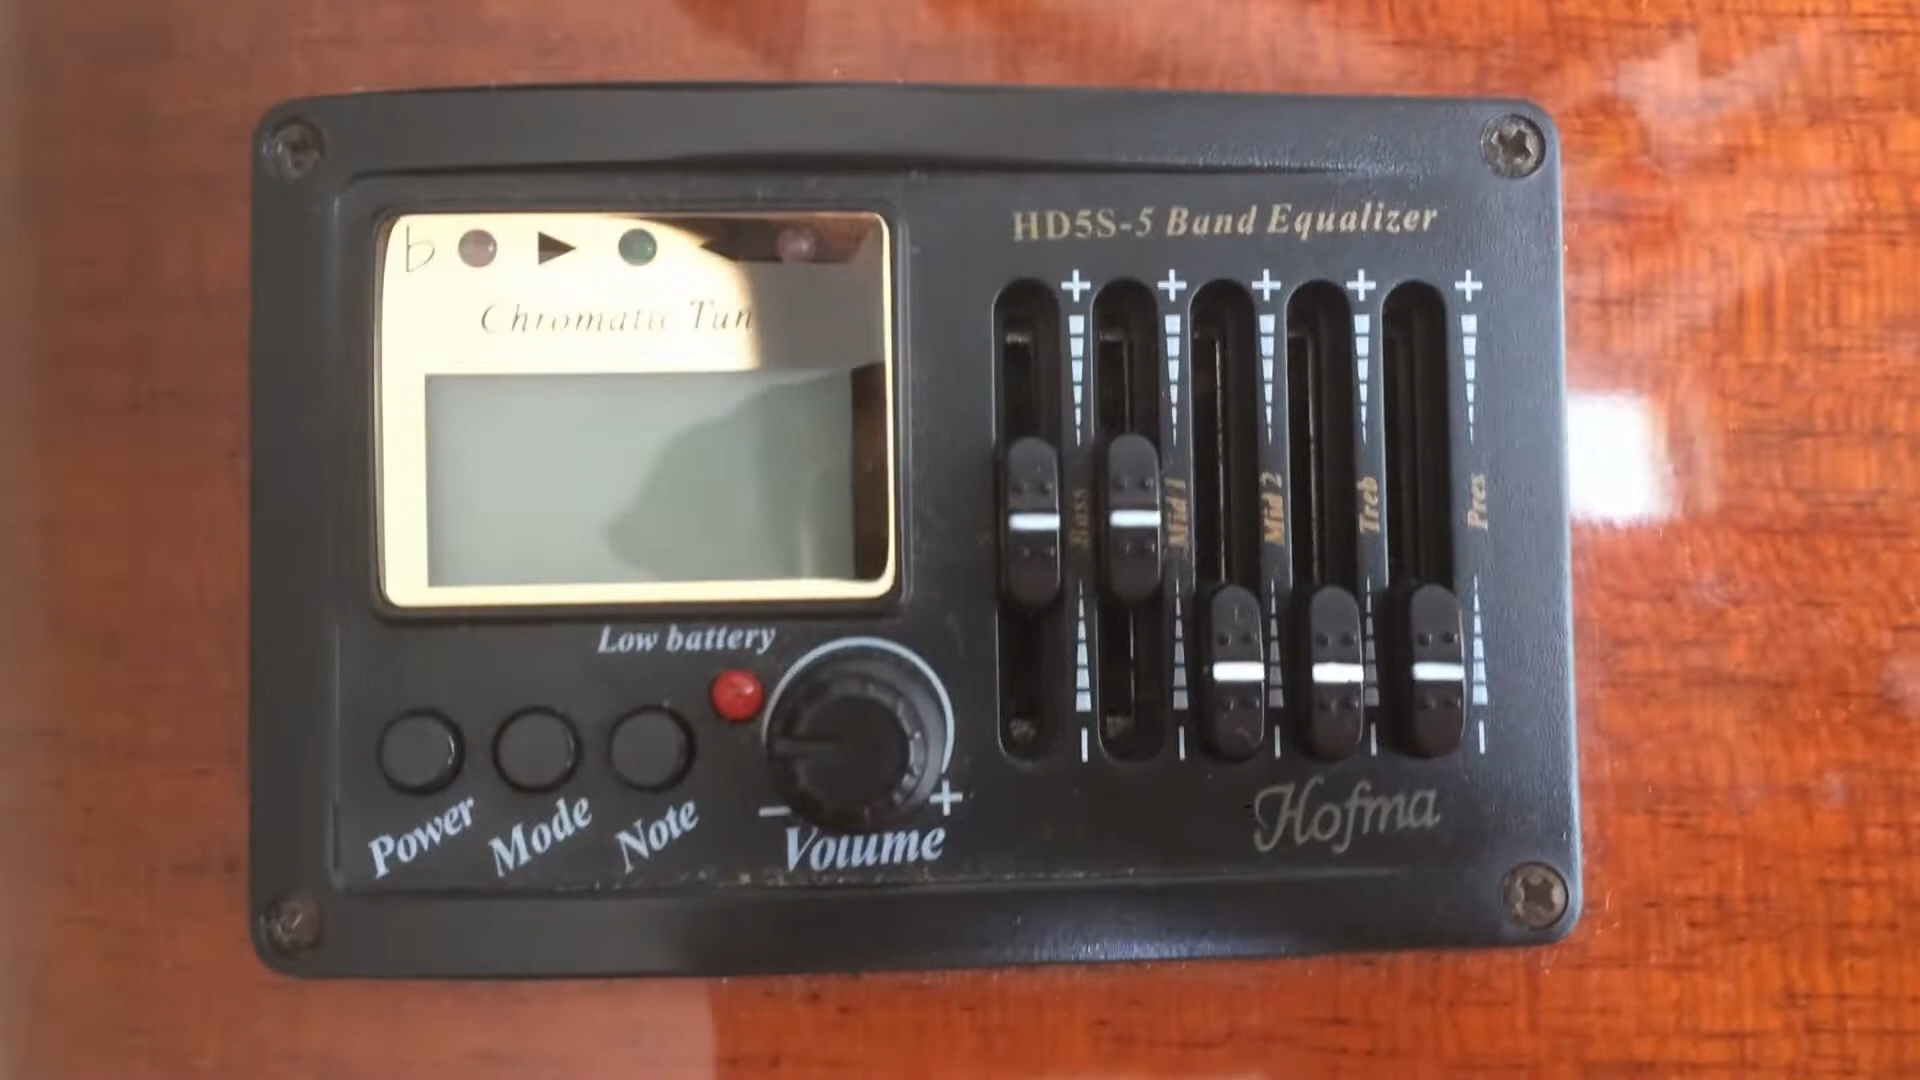 ♭
Chromatic Tun
HD5S-5 Band Equalizer
+ + + + +
Bass Mid 1 Mid 2 Treb Pres
Low battery
Power Mode Note
- +
Volume
Hofma